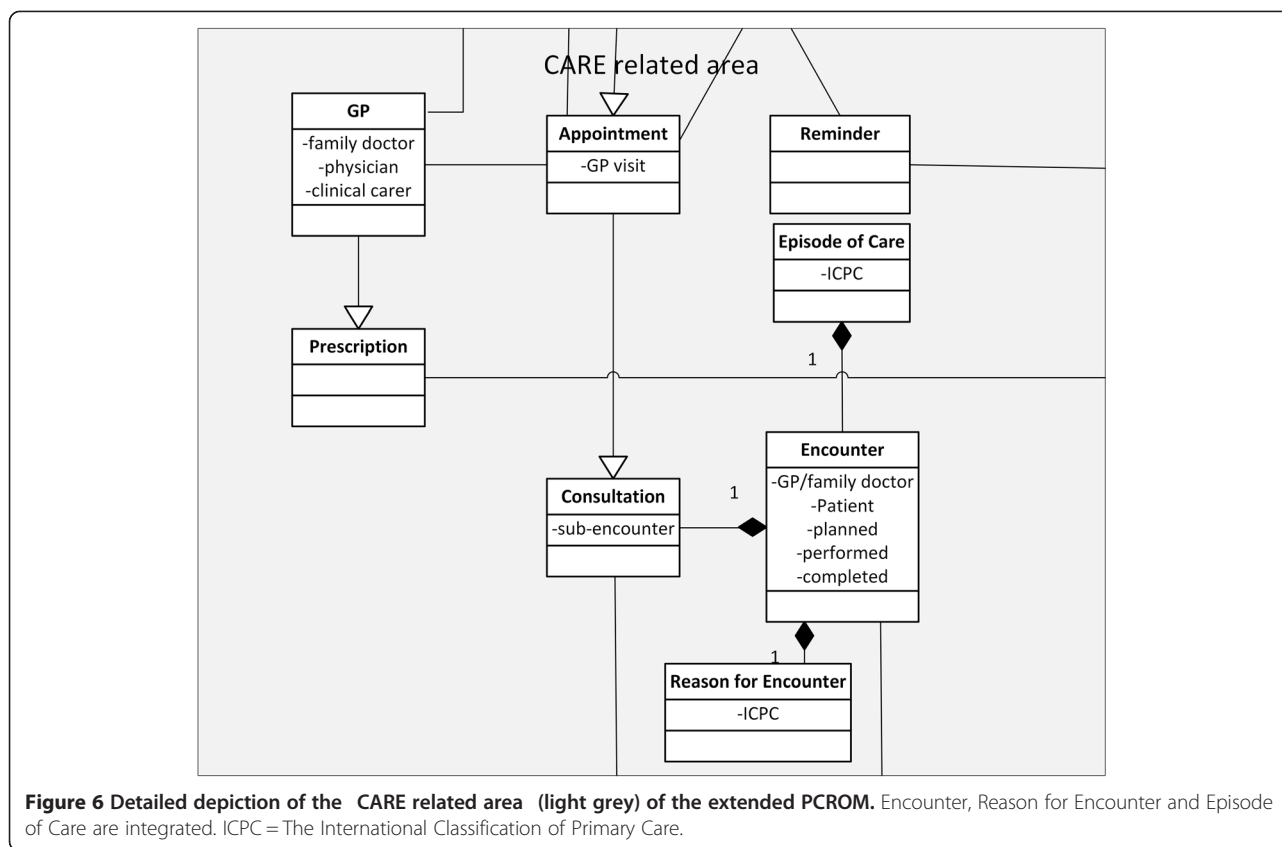 CARE related area
GP
-family doctor
-physician
-clinical carer
Appointment
-GP visit
Reminder
Episode of Care
-ICPC
Prescription
1
Encounter
-GP/family doctor
-Patient
-planned
-performed
-completed
Consultation
-sub-encounter
1
1
Reason for Encounter
-ICPC
Figure 6 Detailed depiction of the CARE related area (light grey) of the extended PCROM. Encounter, Reason for Encounter and Episode
of Care are integrated. ICPC = The International Classification of Primary Care.